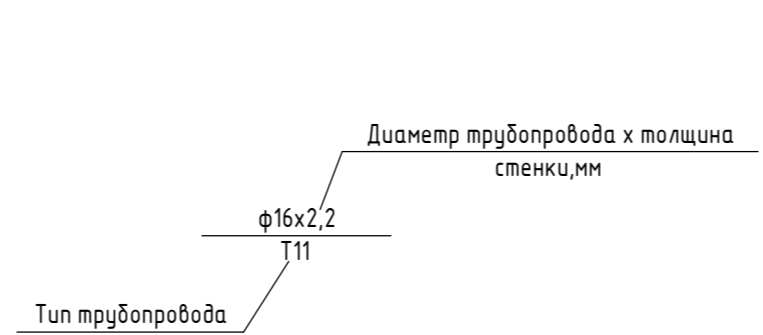 Диаметр трубопровода х толщина
стенки,мм
ф16х2,2
Т11
Тип трубопровода